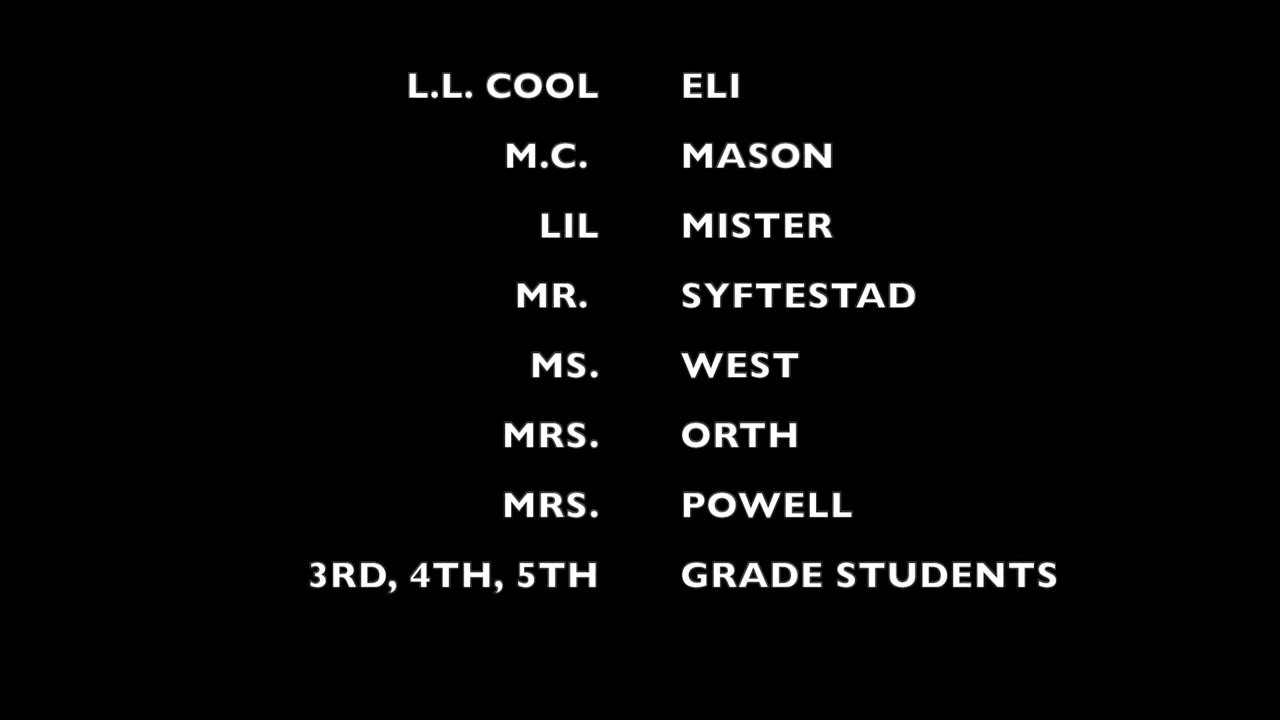 L.L. COOL ELI
M.C. MASON
LIL MISTER
MR. SYFTESTAD
MS. WEST
MRS. ORTH
MRS. POWELL
3RD, 4TH, 5TH GRADE STUDENTS